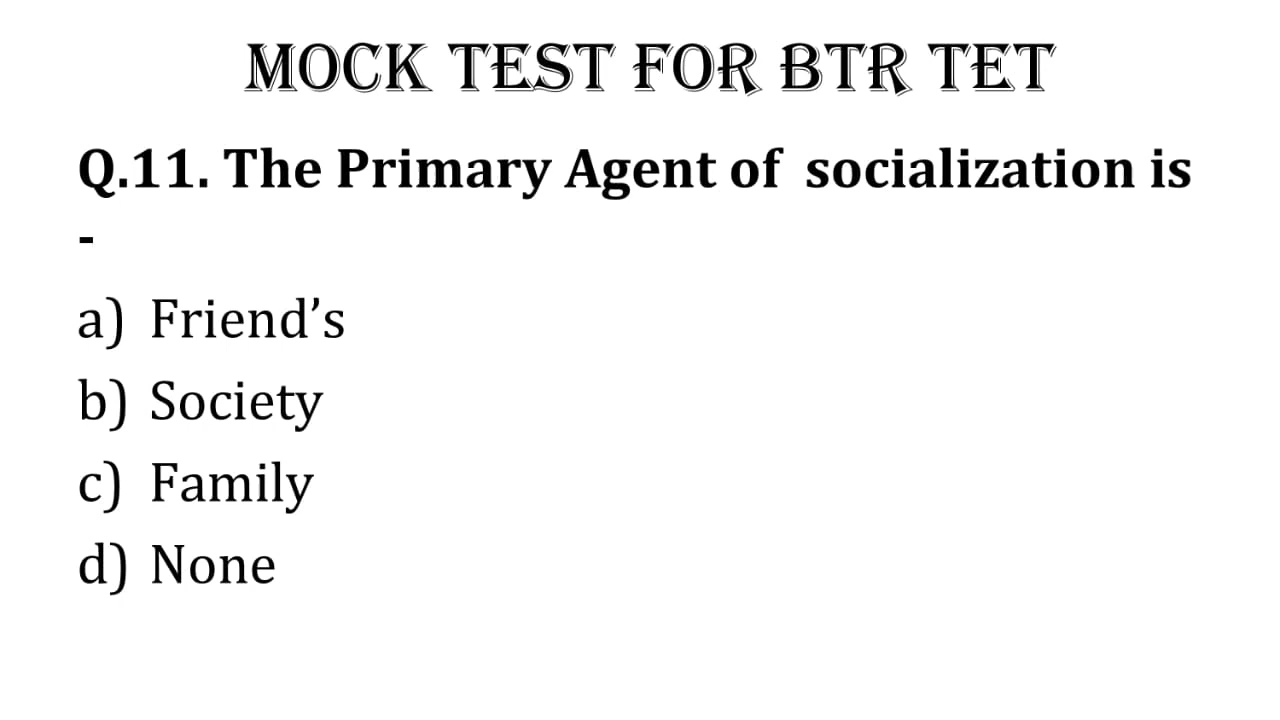 MOCK TEST FOR BTR TET
Q.11. The Primary Agent of socialization is
-
a) Friend’s
b) Society
c) Family
d) None